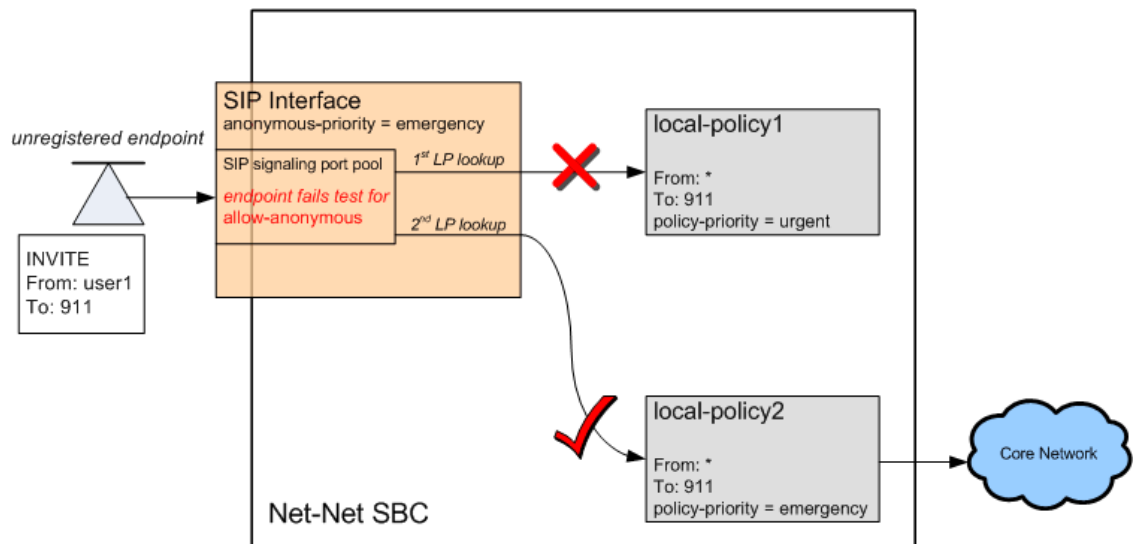 unregistered endpoint
INVITE
From: user1
To: 911
SIP Interface
anonymous-priority = emergency
SIP signaling port pool
endpoint fails test for
allow-anonymous
1st LP lookup
2nd LP lookup
local-policy1
From: *
To: 911
policy-priority = urgent
local-policy2
From: *
To: 911
policy-priority = emergency
Core Network
Net-Net SBC